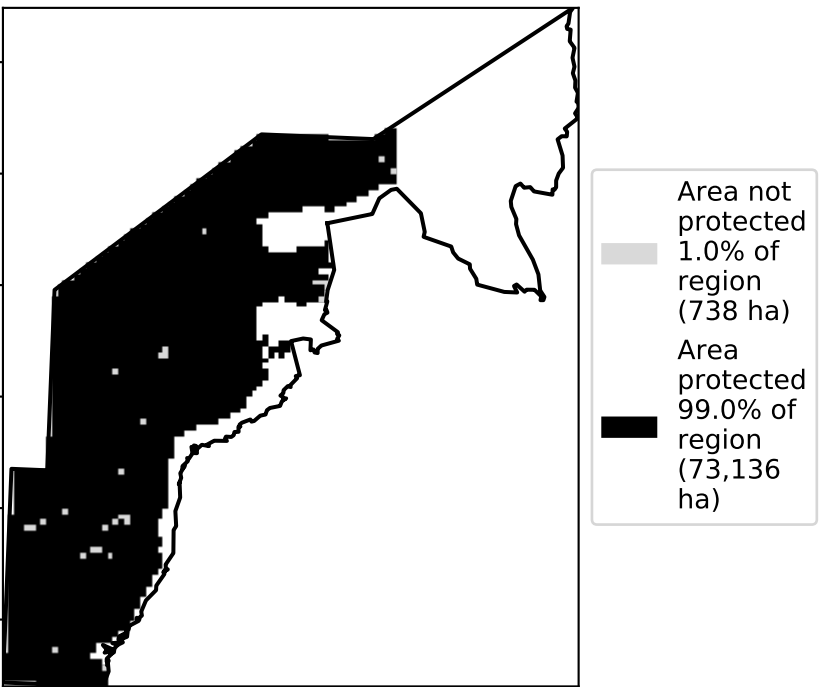 Area not
protected
1.0% of
region
(738 ha)
Area
protected
99.0% of
region
(73,136
ha)